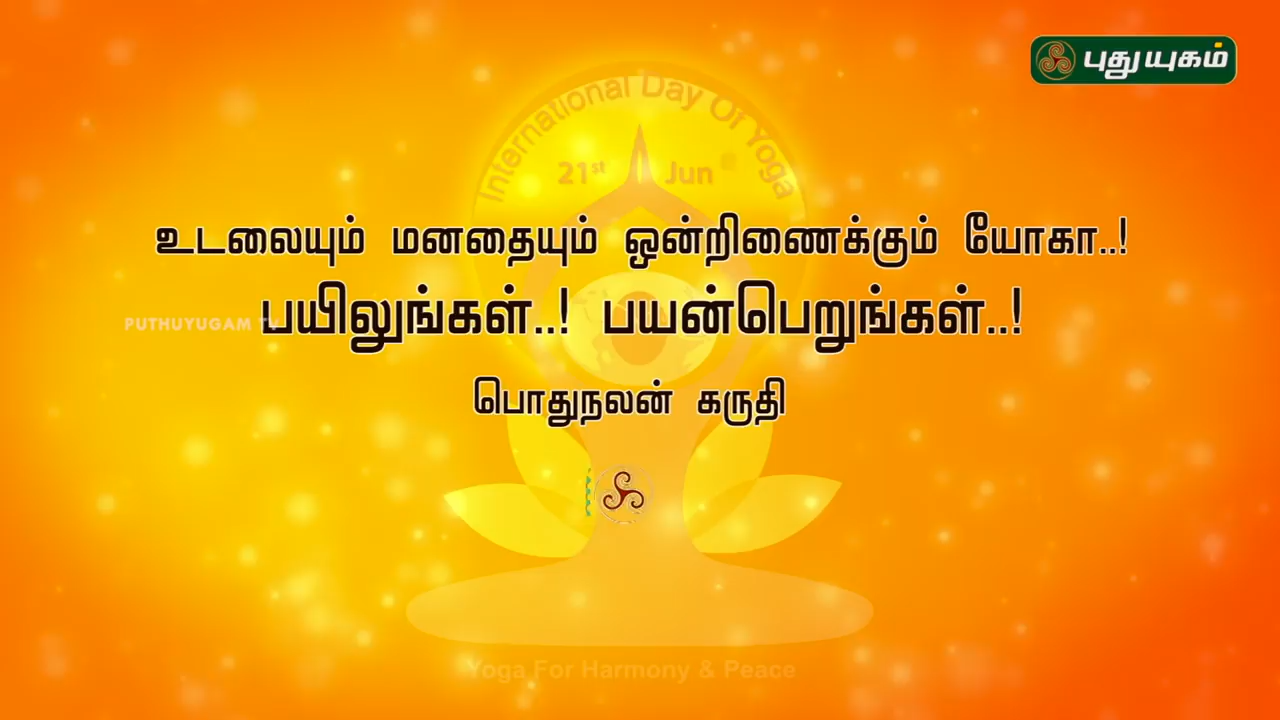 புதுயுகம்
International Day Of Yoga
21st Jun
உடலையும் மனதையும் ஒன்றிணைக்கும் யோகா..!
பயிலுங்கள்..! பயன்பெறுங்கள்..!
PUTHUYUGAM TV
பொதுநலன் கருதி
Yoga For Harmony & Peace